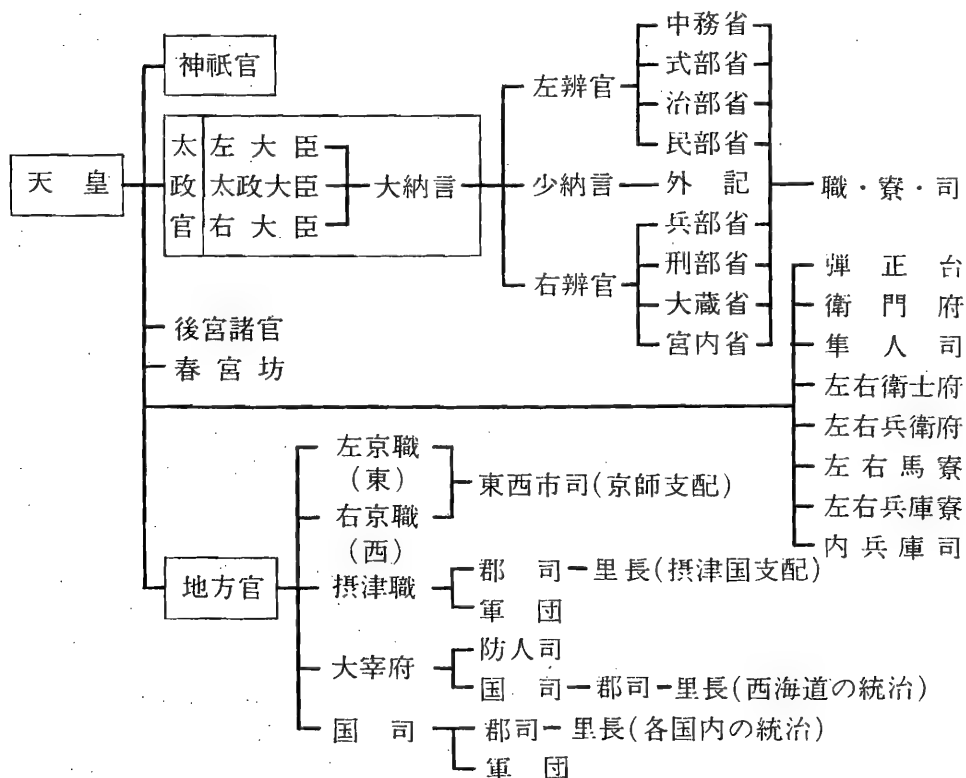 天皇
神祇官
太政官
左大臣
太政大臣
右大臣
大納言
左辨官
少納言
右辨官
中務省
式部省
治部省
民部省
外記
兵部省
刑部省
大蔵省
宮内省
職・寮・司
後宮諸官
春宮坊
弾正台
衛門府
隼人司
左右衛士府
左右兵衛府
左右馬寮
左右兵庫寮
内兵庫司
地方官
左京職
(東)
右京職
(西)
東西市司(京師支配)
摂津職
郡司ー里長(摂津国支配)
軍団
大宰府
防人司
国司ー郡司ー里長(西海道の統治)
国司
郡司ー里長(各国内の統治)
軍団